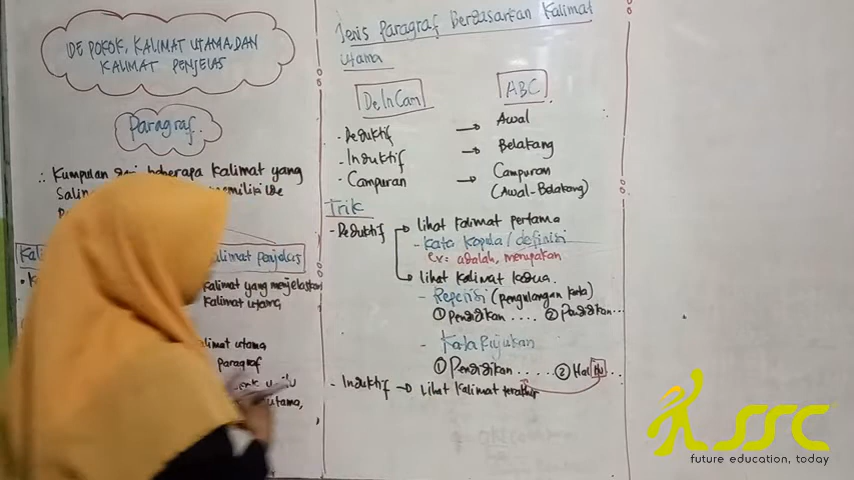 IDE POKOK, KALIMAT UTAMA, DAN
KALIMAT PENJELAS
Paragraf
∴ Kumpulan dari beberapa kalimat yang
Salin
memiliki ide
Kali
kalimat penjelas
kalimat yang menjelaskan
kalimat utama
kalimat utama
Paragraf
utama,
Jenis Paragraf Berdasarkan Kalimat
Utama
DeInCam
ABC
- Deduktif → Awal
- Induktif → Belakang
- Campuran → Campuran
(Awal-Belakang)
Trik
- Deduktif → lihat kalimat pertama
- Kata kopula / definisi
ex: adalah, merupakan
→ lihat kalimat kedua.
- Repetisi (pengulangan kata)
① Pendidikan .... ② Pendidikan...
- Kata Rujukan
① Pendidikan ..... ② Hal itu ...
- Induktif → Lihat kalimat terakhir
SSC
future education, today